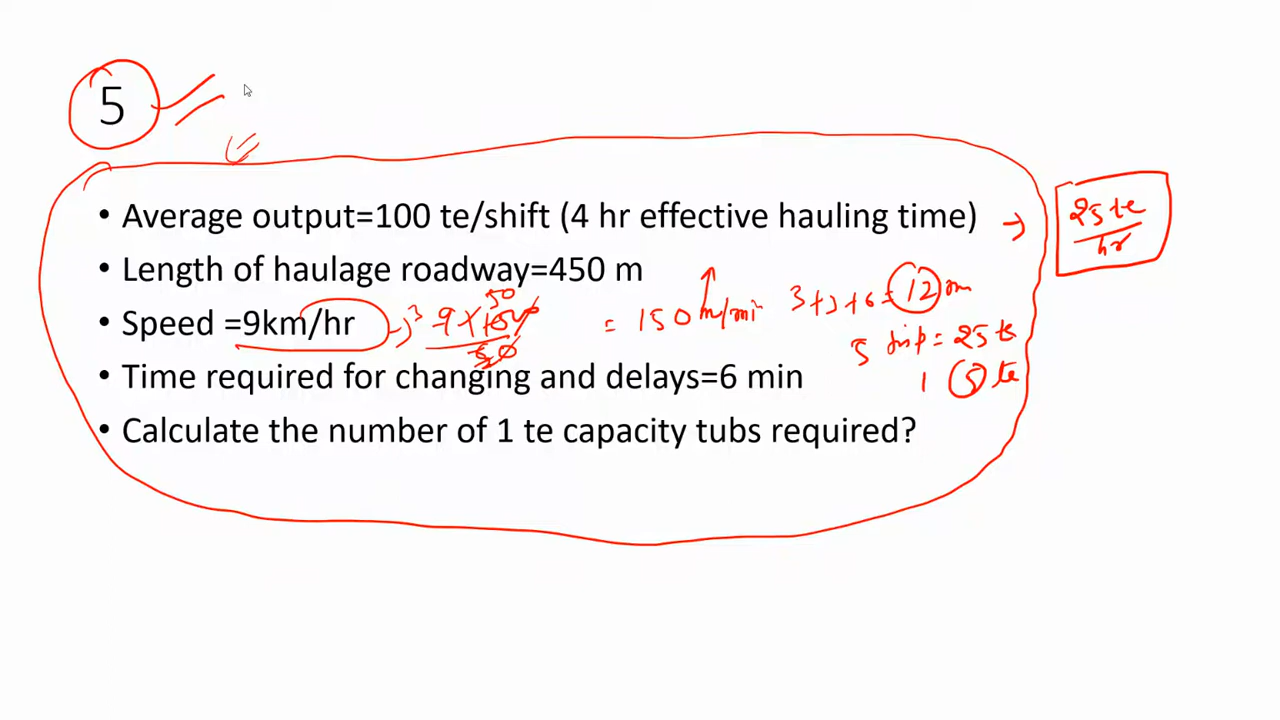 5
• Average output=100 te/shift (4 hr effective hauling time) → 25 te/hr
• Length of haulage roadway=450 m
• Speed =9km/hr → = 150 m/min 3+3+6=12 m
5 trip = 25 te
• Time required for changing and delays=6 min
1 5 te
• Calculate the number of 1 te capacity tubs required?